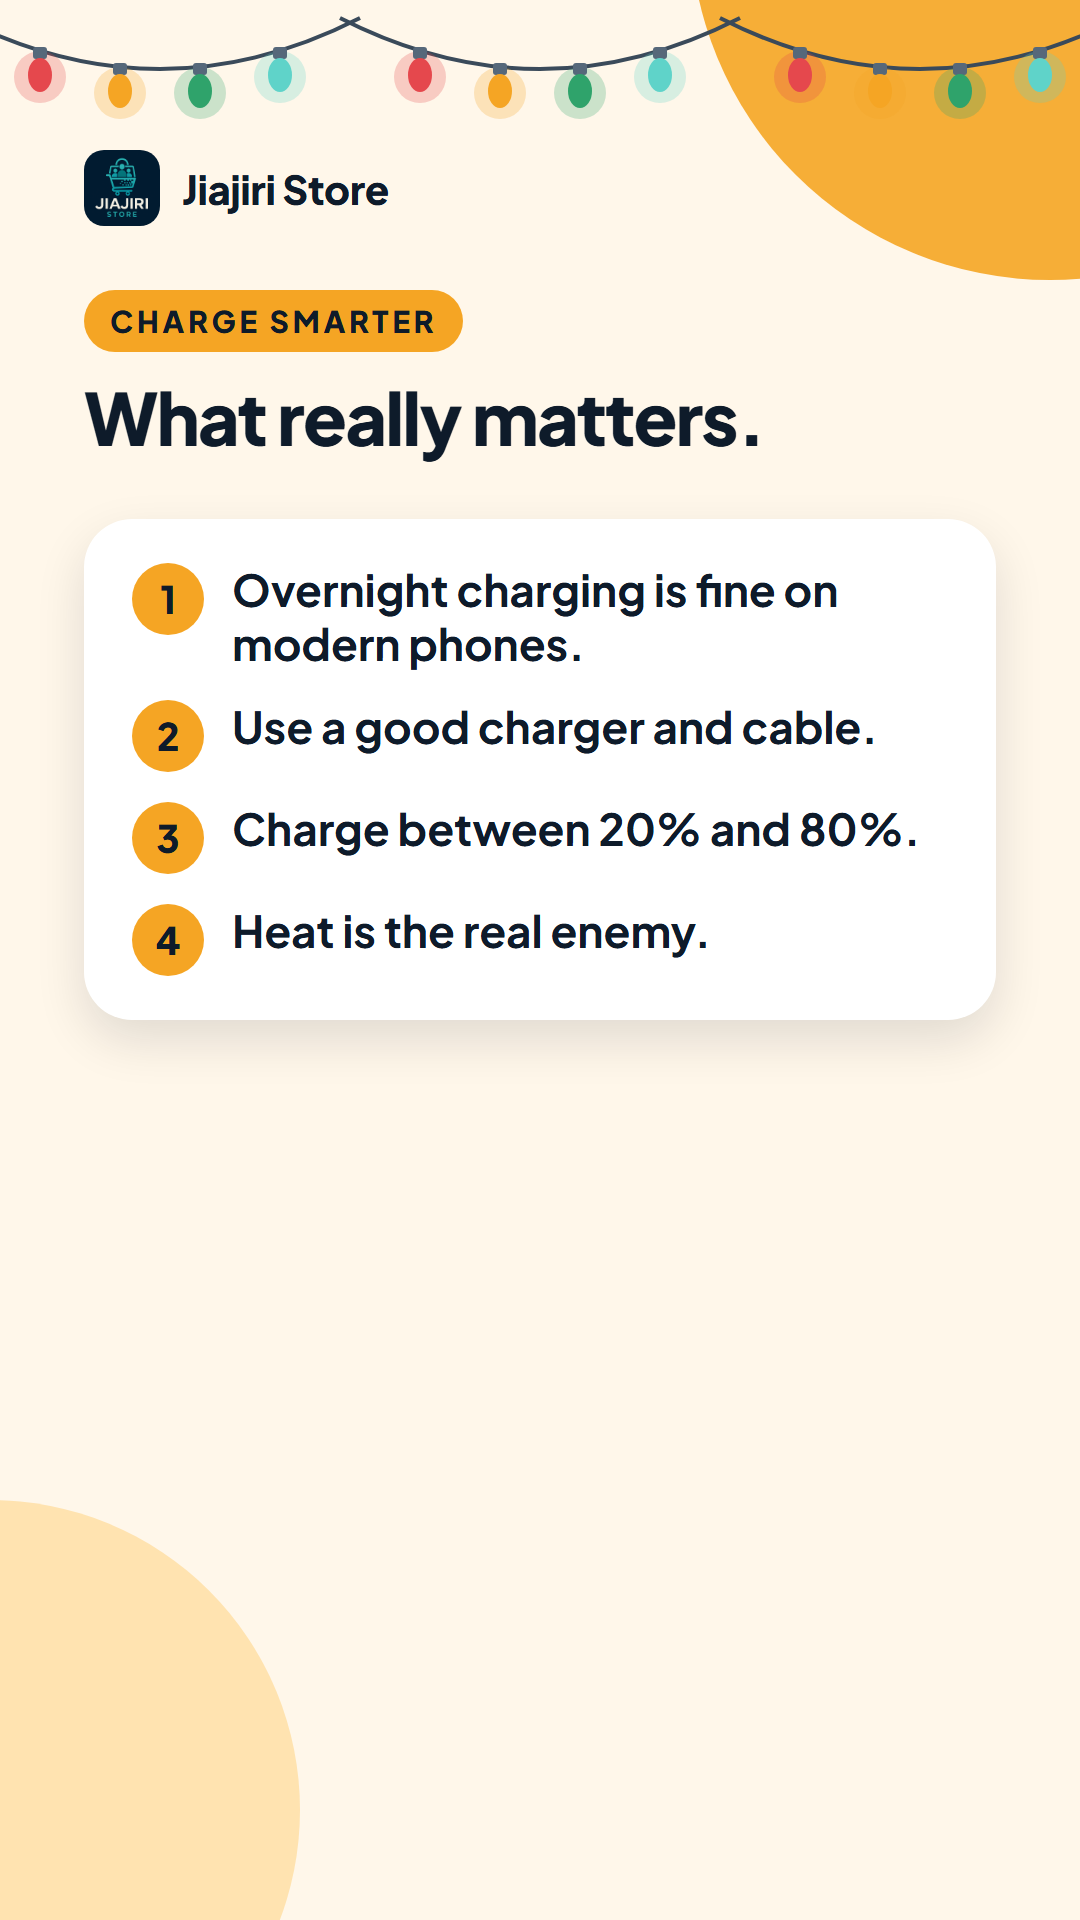 JIAJIRI
STORE
Jiajiri Store
CHARGE SMARTER
What really matters.
1 Overnight charging is fine on
modern phones.
2 Use a good charger and cable.
3 Charge between 20% and 80%.
4 Heat is the real enemy.